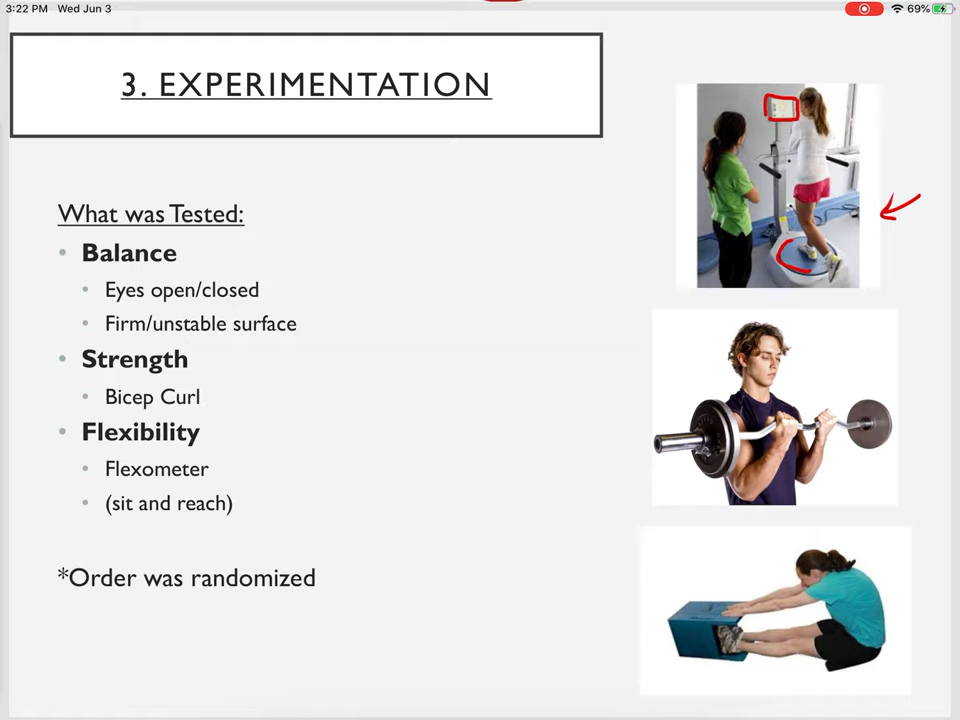 3:22 PM Wed Jun 3
69%
3. EXPERIMENTATION
What was Tested:
• Balance
• Eyes open/closed
• Firm/unstable surface
• Strength
• Bicep Curl
• Flexibility
• Flexometer
• (sit and reach)
*Order was randomized